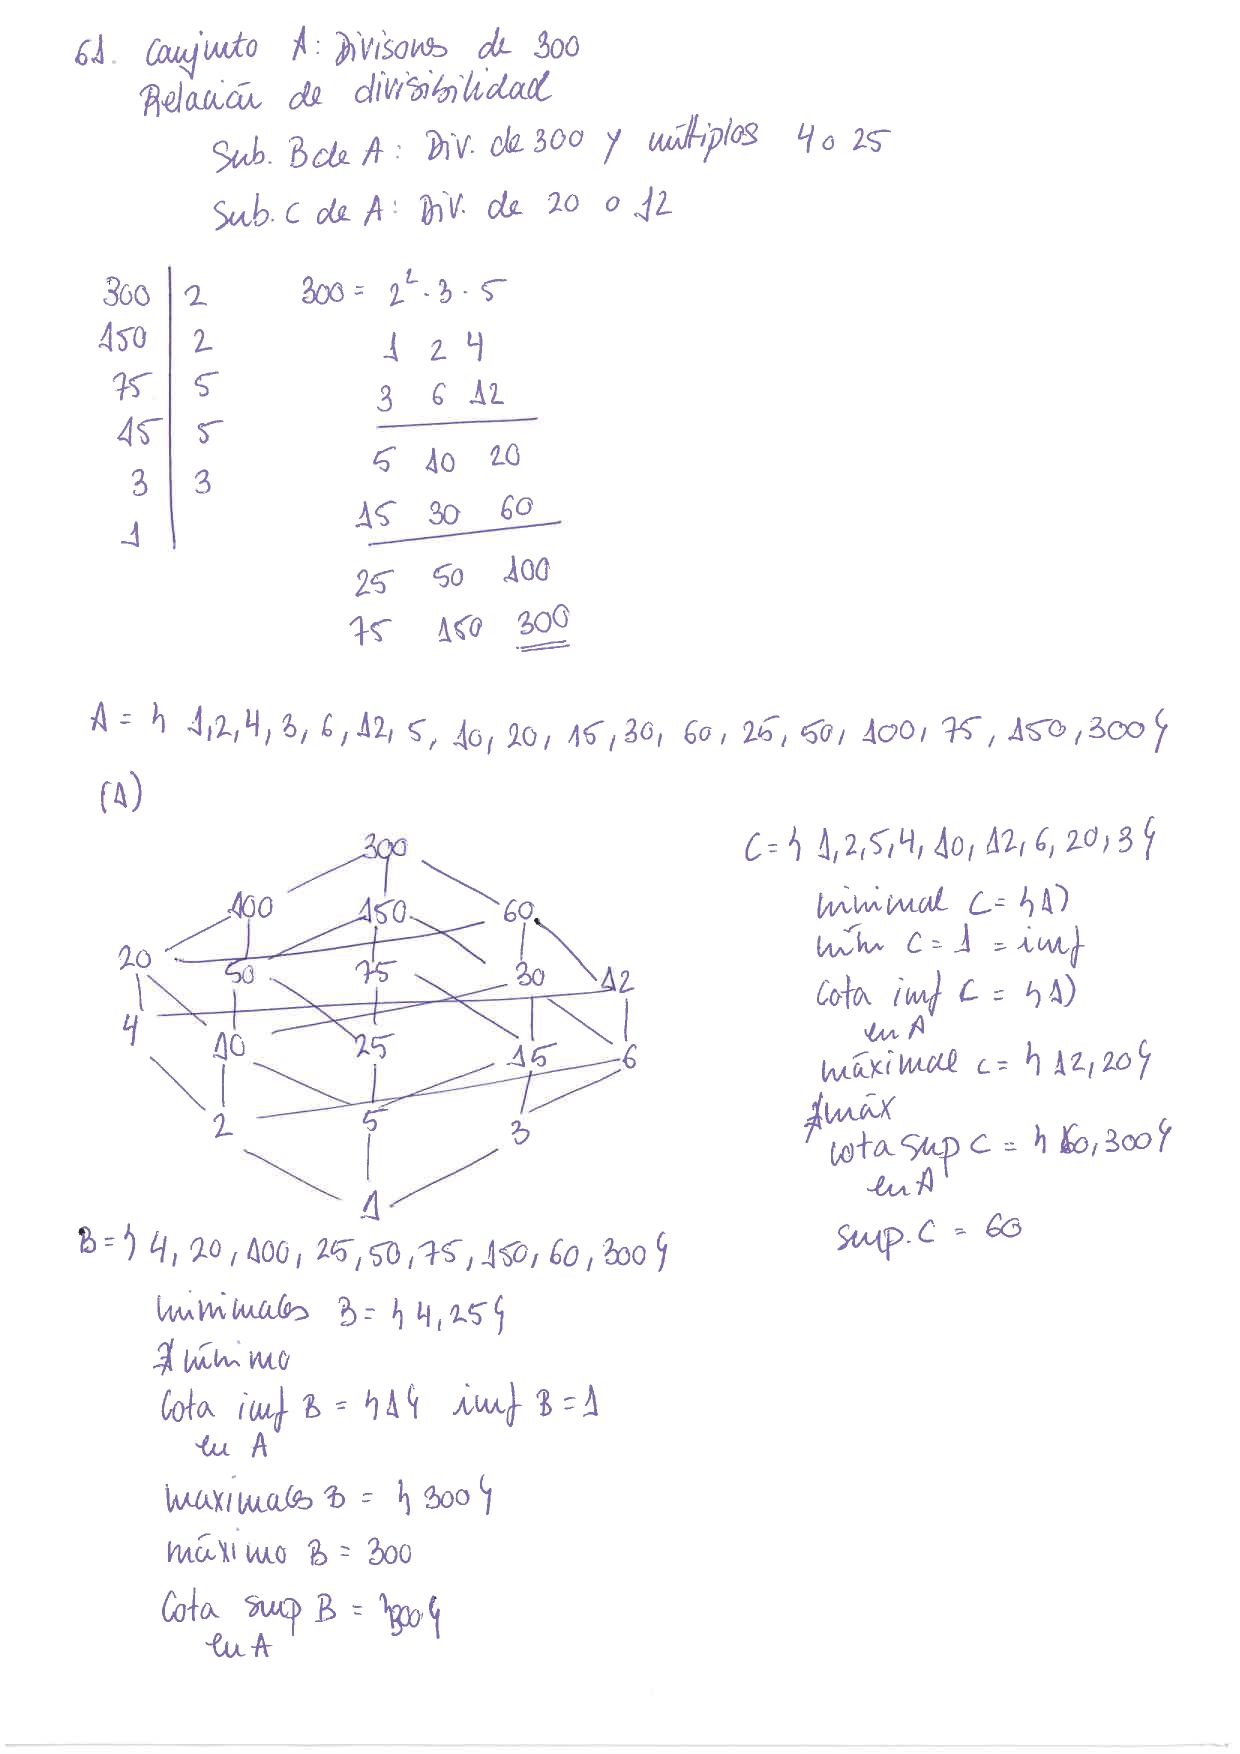 61. Conjunto A: Divisores de 300
Relación de divisibilidad
Sub. B de A: Div. de 300 y múltiplos 4 o 25
Sub. C de A: Div. de 20 o 12
300 | 2
150 | 2
75 | 5
45 | 5
3 | 3
1 |
300 = 2² · 3 · 5
1 2 4
3 6 12
5 10 20
15 30 60
25 50 100
75 150 300
A = { 1,2,4,3,6,12,5,10,20,15,30,60,25,50,100,75,150,300}
(A)
300
100 150 60
20 50 75 30 12
4 10 25 15 6
2 5 3
1
B = { 4, 20, 100, 25, 50, 75, 150, 60, 300}
minimales B = {4,25}
∄ mínimo
Cota inf B = {1} inf B = 1
en A
maximales B = {300}
máximo B = 300
Cota sup B = {300}
en A
C = { 1,2,5,4,10,12,6,20,3}
minimal C = {1}
mín C = 1 = inf
Cota inf C = {1}
en A
máximal C = {12,20}
∄ máx
Cota sup C = {60,300}
en A
sup. C = 60